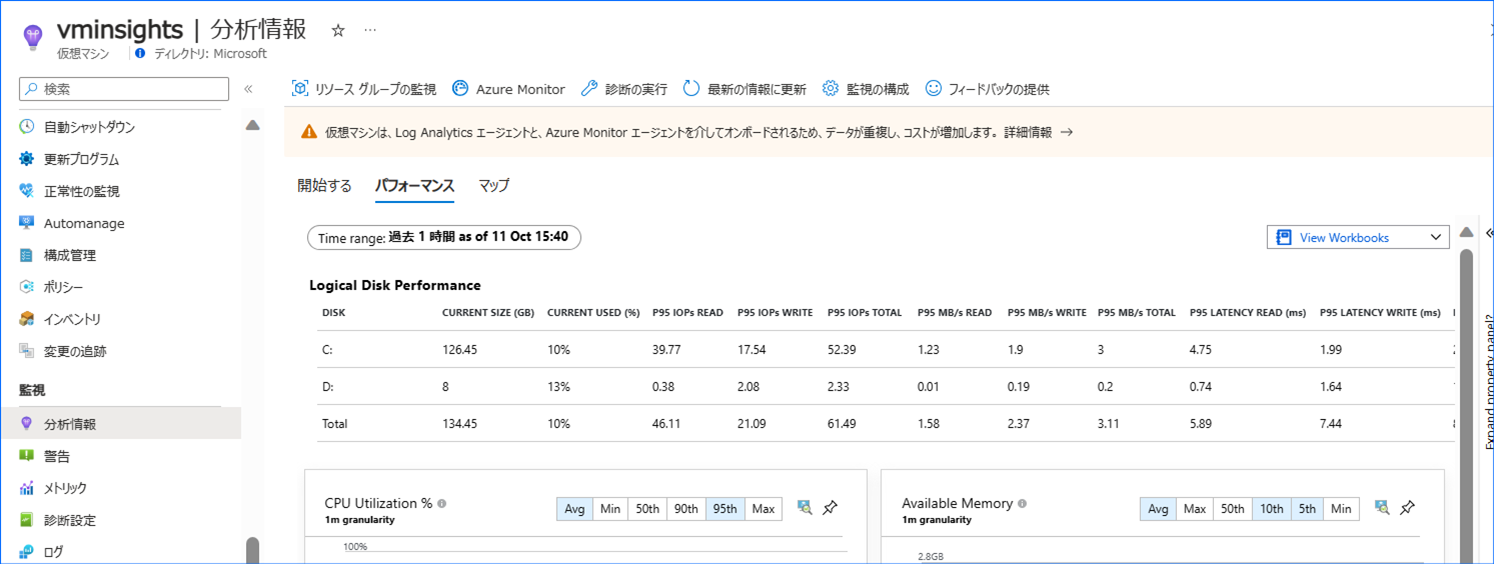 vminsights | 分析情報 ☆ …
仮想マシン ディレクトリ: Microsoft
検索 «
自動シャットダウン
更新プログラム
正常性の監視
Automanage
構成管理
ポリシー
インベントリ
変更の追跡
監視
分析情報
警告
メトリック
診断設定
ログ
リソース グループの監視 Azure Monitor 診断の実行 最新の情報に更新 監視の構成 フィードバックの提供
仮想マシンは、Log Analytics エージェントと、Azure Monitor エージェントを介してオンボードされるため、データが重複し、コストが増加します。 詳細情報 →
開始する パフォーマンス マップ
Time range: 過去 1 時間 as of 11 Oct 15:40
View Workbooks
«
Expand property panel?
Logical Disk Performance
DISK CURRENT SIZE (GB) CURRENT USED (%) P95 IOPs READ P95 IOPs WRITE P95 IOPs TOTAL P95 MB/s READ P95 MB/s WRITE P95 MB/s TOTAL P95 LATENCY READ (ms) P95 LATENCY WRITE (ms)
C: 126.45 10% 39.77 17.54 52.39 1.23 1.9 3 4.75 1.99
D: 8 13% 0.38 2.08 2.33 0.01 0.19 0.2 0.74 1.64
Total 134.45 10% 46.11 21.09 61.49 1.58 2.37 3.11 5.89 7.44
CPU Utilization %
1m granularity
Avg Min 50th 90th 95th Max
100%
Available Memory
1m granularity
Avg Max 50th 10th 5th Min
2.8GB